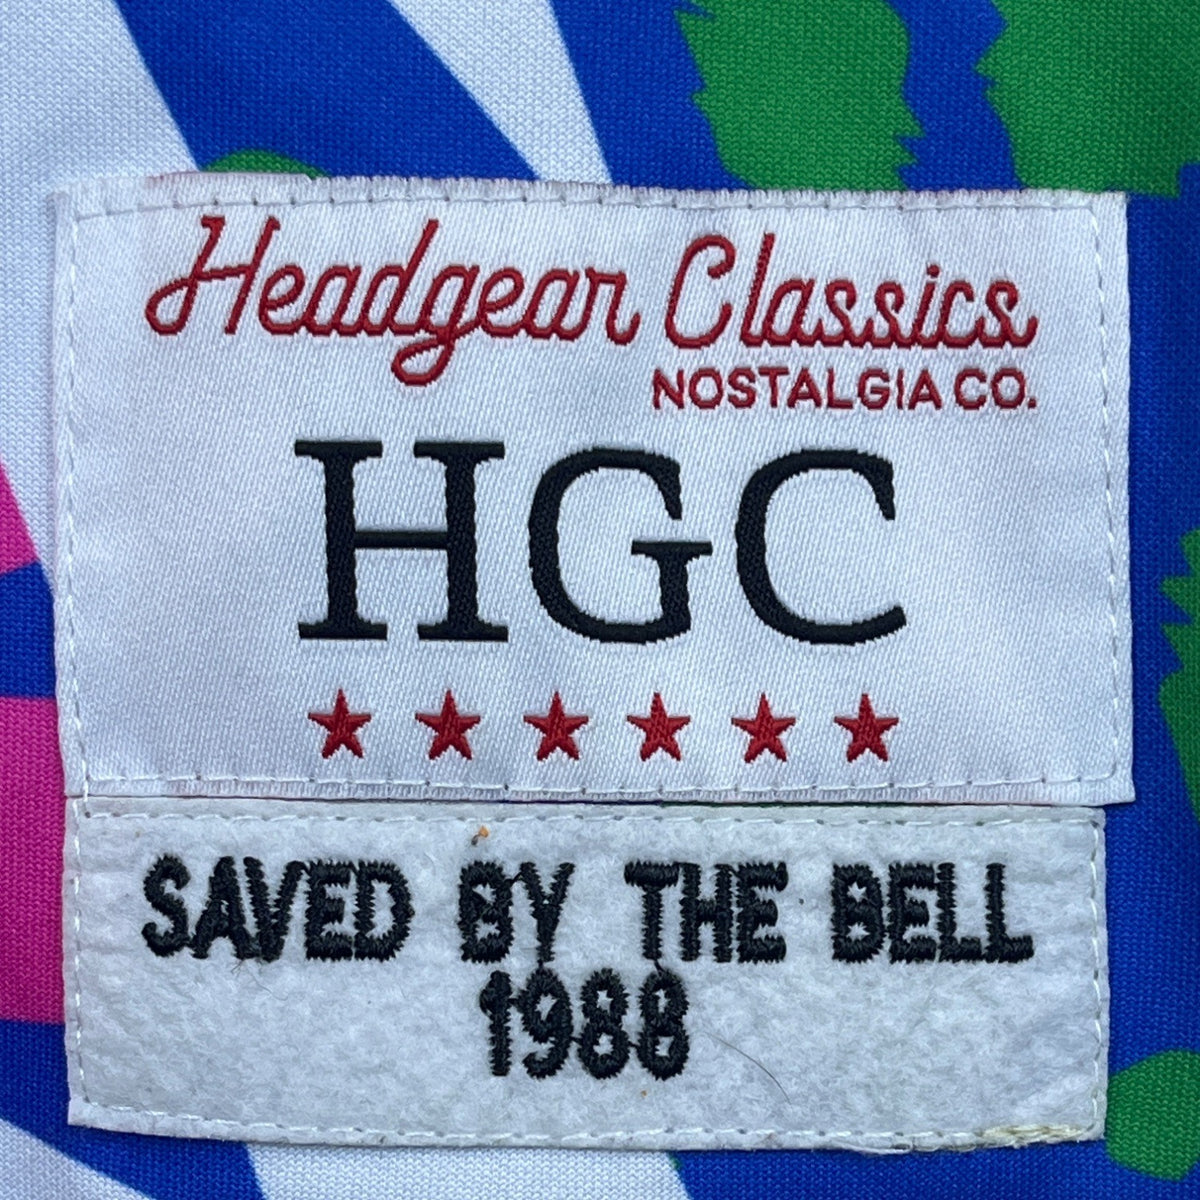 Headgear Classics
NOSTALGIA CO.
HGC
SAVED BY THE BELL
1988